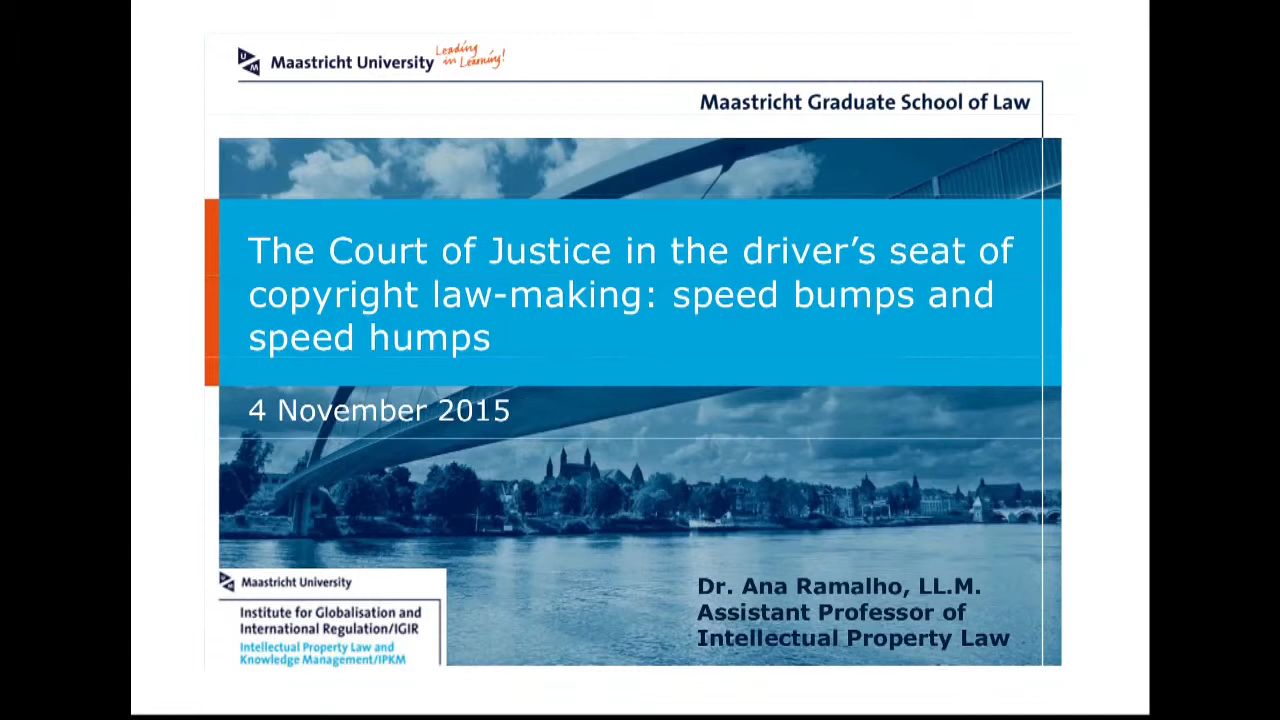 Maastricht University
Leading
in Learning!
Maastricht Graduate School of Law
The Court of Justice in the driver’s seat of
copyright law-making: speed bumps and
speed humps
4 November 2015
Dr. Ana Ramalho, LL.M.
Assistant Professor of
Intellectual Property Law
Maastricht University
Institute for Globalisation and
International Regulation/IGIR
Intellectual Property Law and
Knowledge Management/IPKM